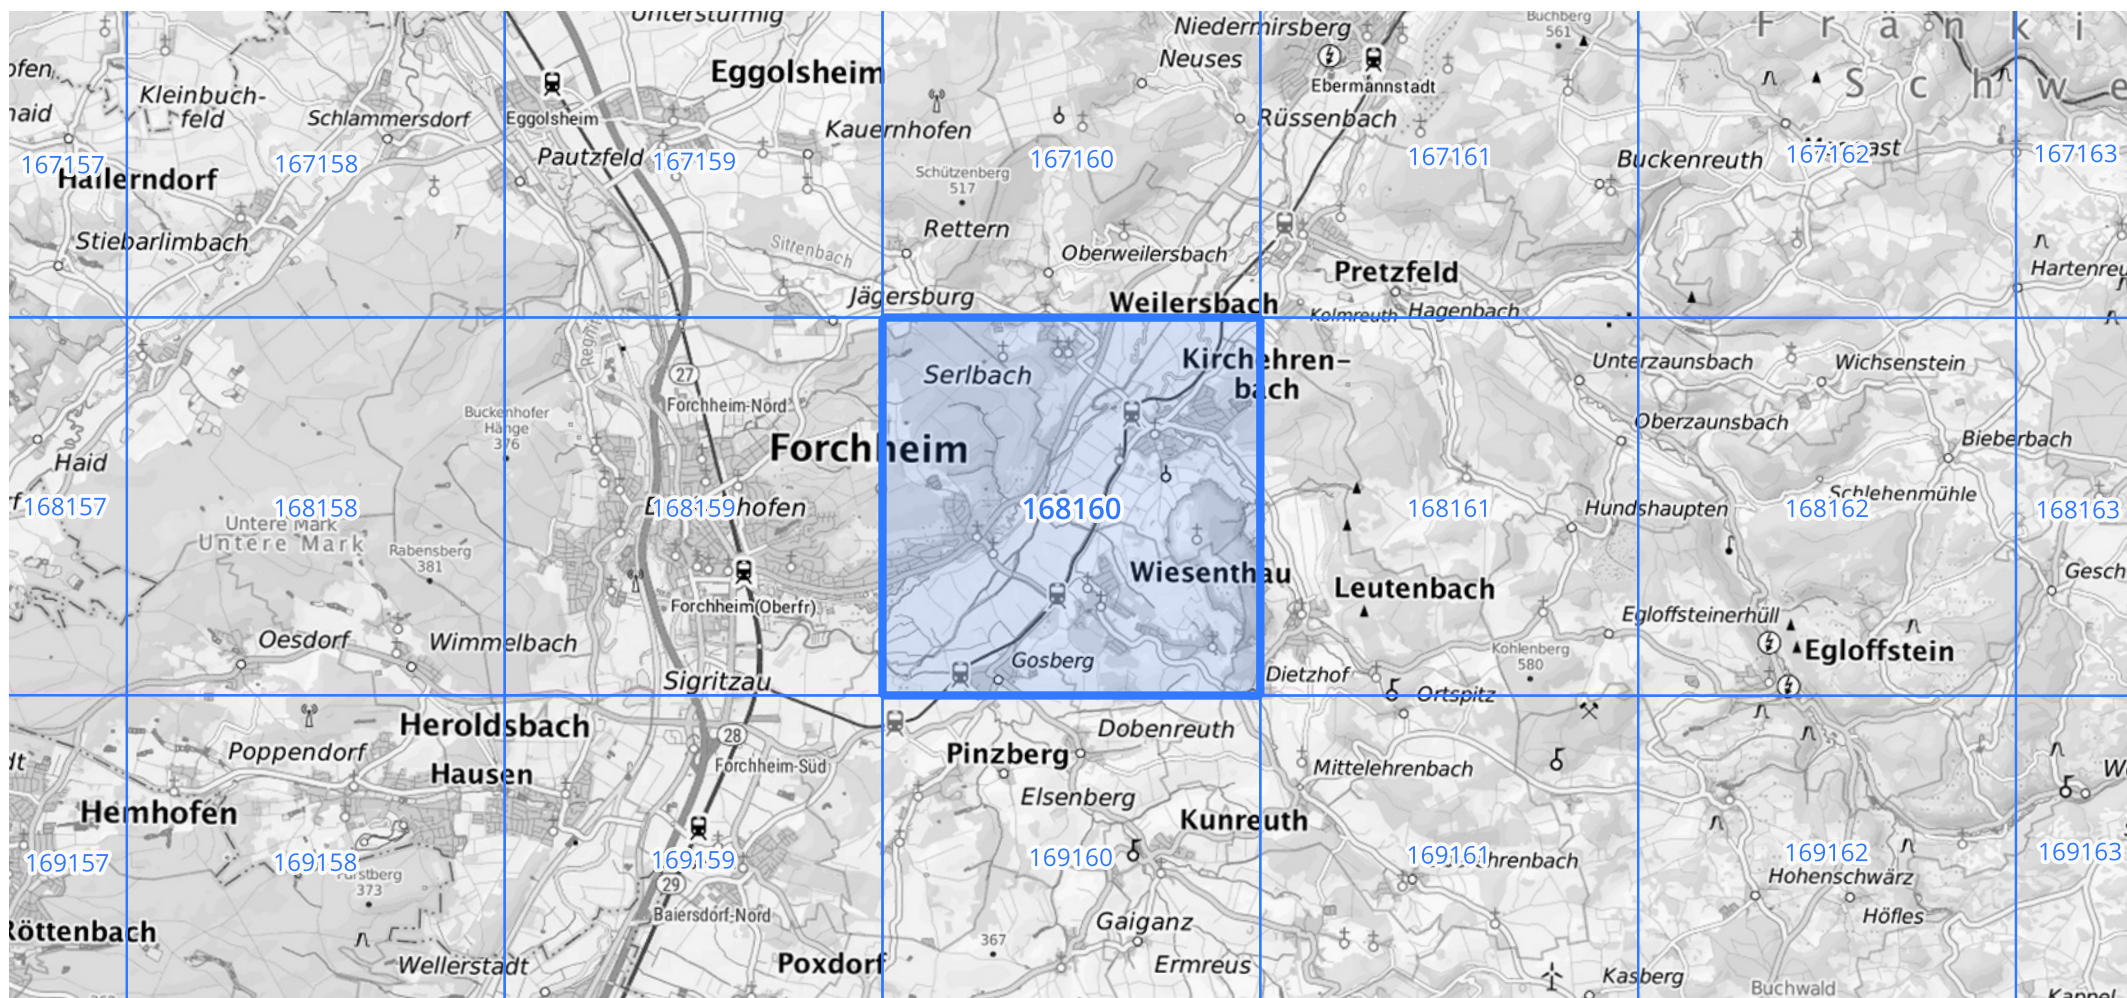 Untersturmig
Niedermirsberg
Buchberg
561
F r ä n k i
Neuses
S c h w e
Eggolsheim
Ebermannstadt
ofen
Kleinbuch-
feld
Schlammersdorf
Eggolsheim
naid
Kauernhofen
Rüssenbach
Pautzfeld
Buckenreuth
167157
167158
167159
167160
167161
167162
167163
Hallerndorf
Schützenberg
517
Stiebarlimbach
Rettern
Sittenbach
Oberweilersbach
Pretzfeld
Hartenreu
Jägersburg
Weilersbach
Kolmreuth
Hagenbach
Regnit
Serlbach
Kirchehren-
bach
Unterzaunsbach
Wichsenstein
27
Forchheim-Nord
Buckenhofer
Hänge
376
Oberzaunsbach
Bieberbach
Forchheim
Haid
Schlehenmühle
Hundshaupten
168157
168158
168159
hofen
168160
168161
168162
168163
Untere Mark
Untere Mark
Rabensberg
381
Wiesenthau
Leutenbach
Gesch
Forchheim(Oberfr)
Egloffsteinerhüll
Oesdorf
Wimmelbach
Gosberg
Kohlenberg
580
Egloffstein
Dietzhof
Sigritzau
Ortspitz
Heroldsbach
28
Dobenreuth
Poppendorf
Pinzberg
dt
Hausen
Forchheim-Süd
Mittelehrenbach
Elsenberg
Hemhofen
Kunreuth
169157
169158
169159
169160
169161
hrenbach
169162
169163
373
29
Hohenschwärz
Baiersdorf-Nord
Höfles
Röttenbach
Gaiganz
367
Wellerstadt
Poxdorf
Ermreus
Kasberg
Buchwald
Kappel